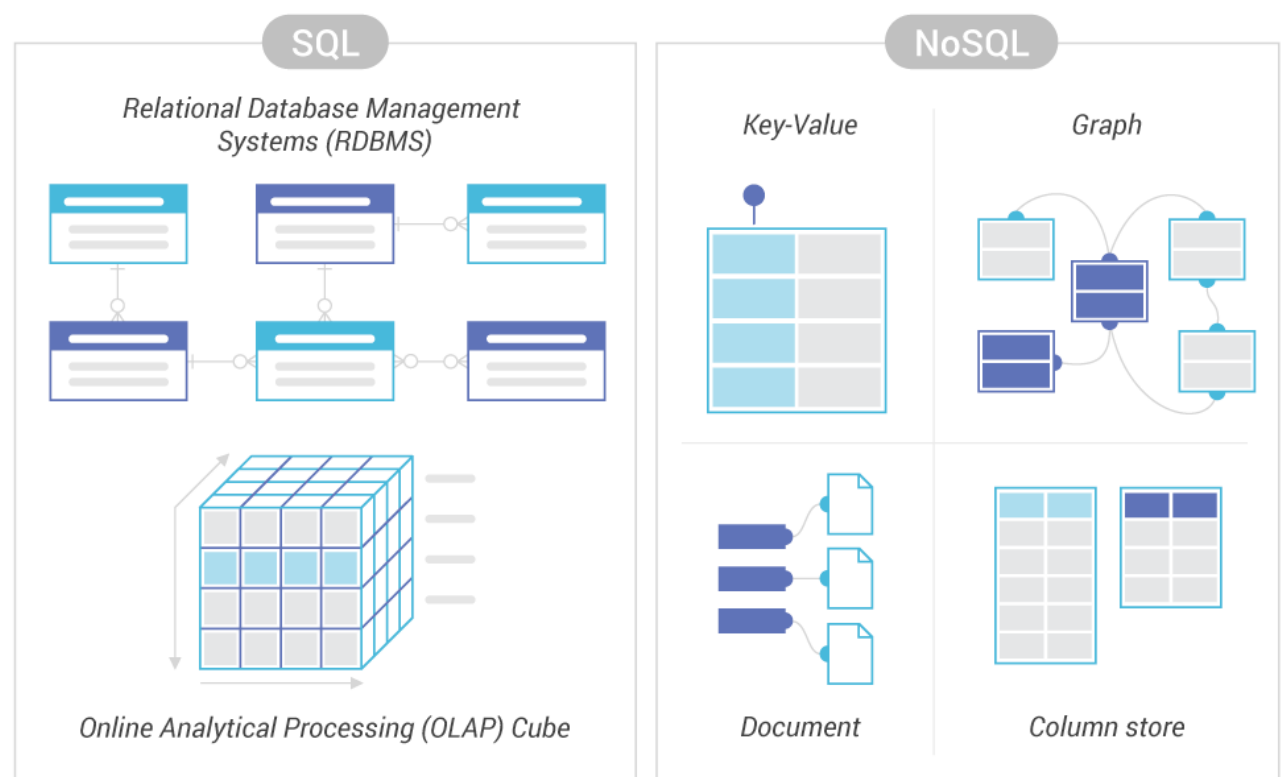 SQL
Relational Database Management
Systems (RDBMS)
Online Analytical Processing (OLAP) Cube
NoSQL
Key-Value
Graph
Document
Column store